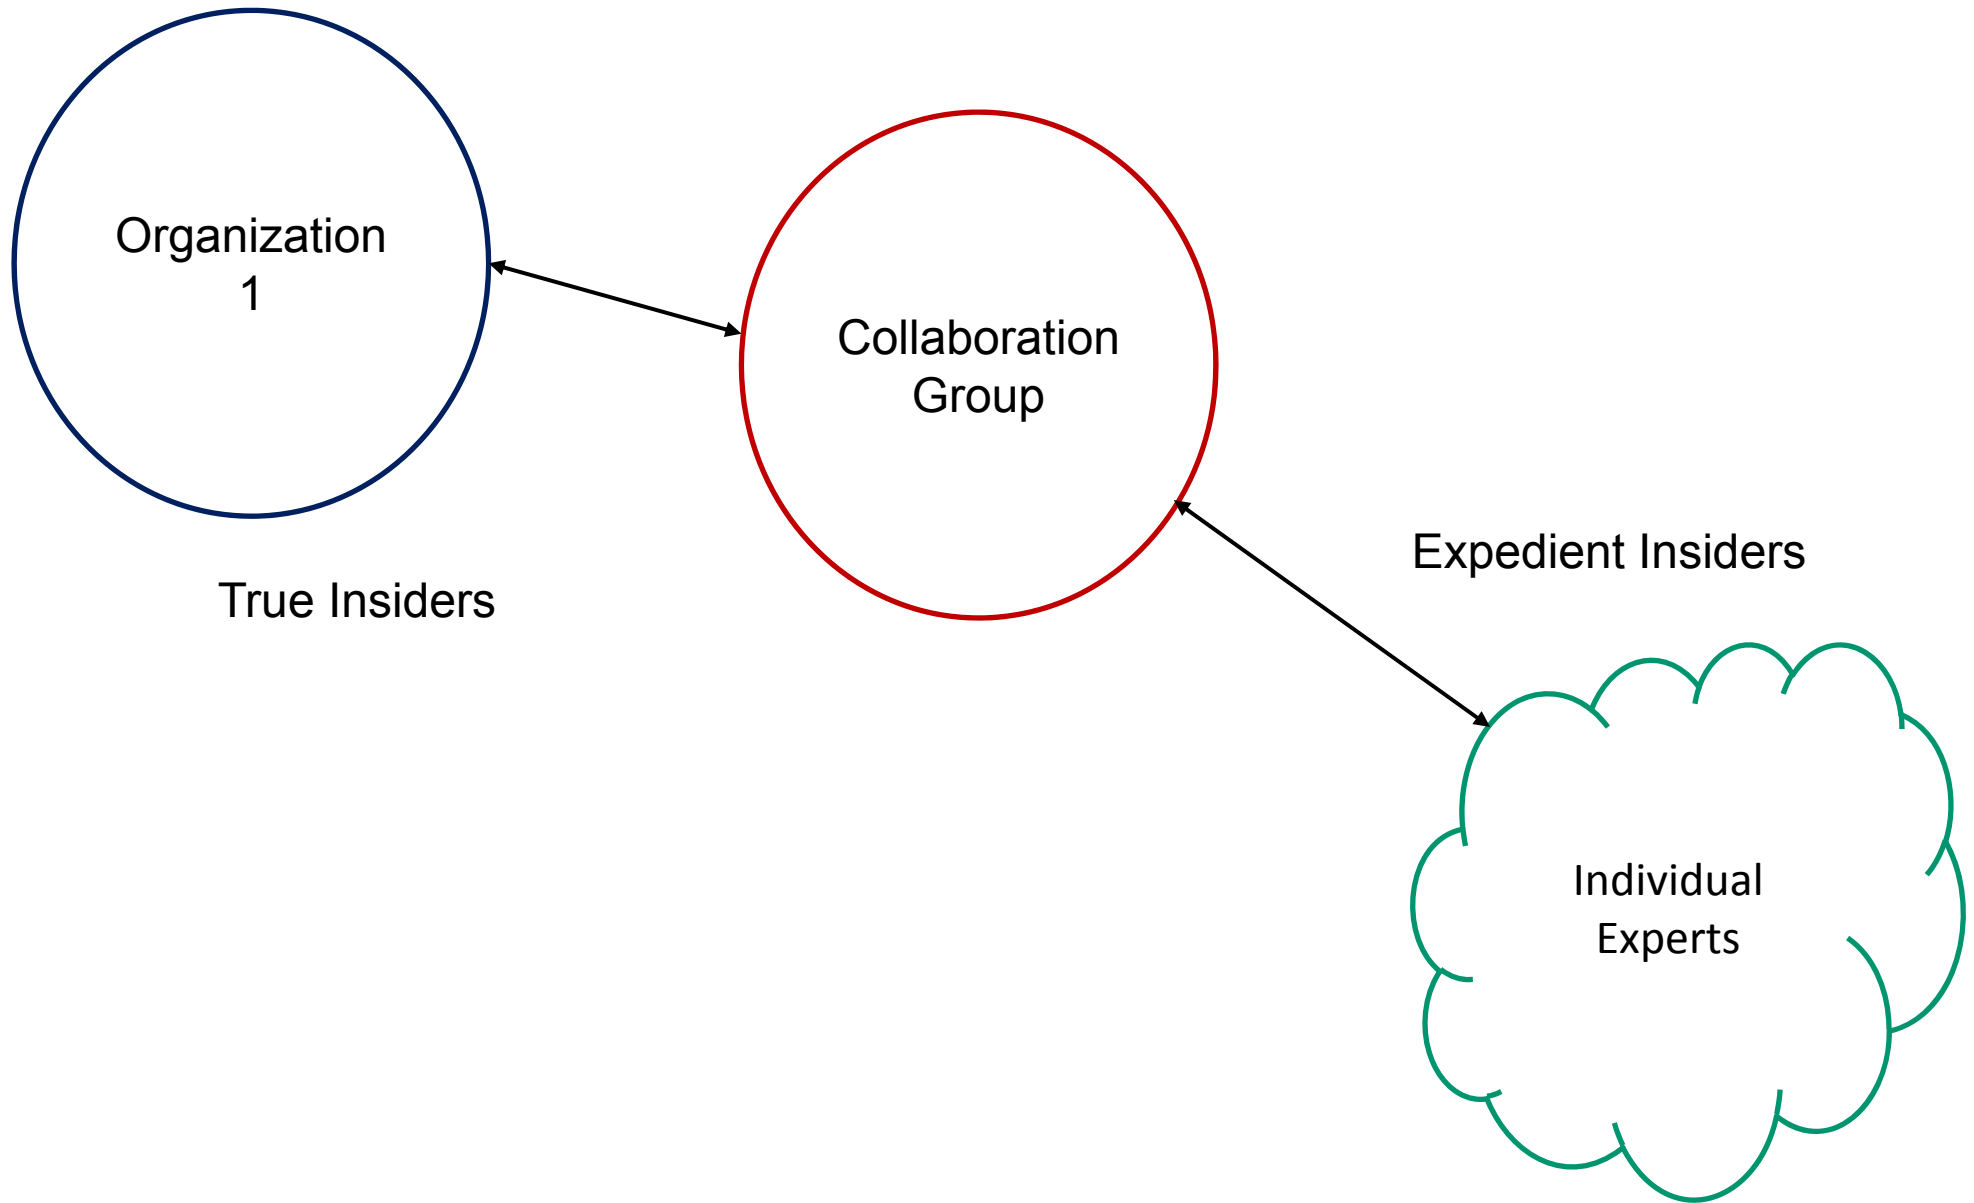 Organization
1
Collaboration
Group
True Insiders
Expedient Insiders
Individual
Experts